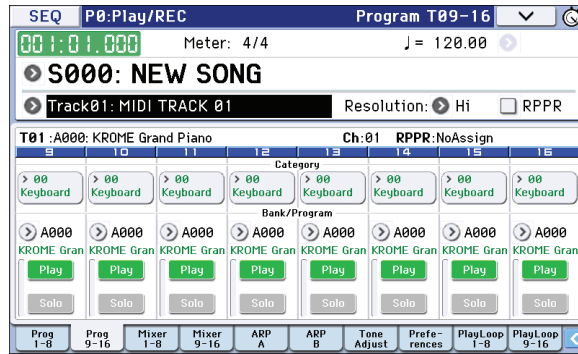 SEQ P0:Play/REC Program T09-16
001:01.000 Meter: 4/4 ♩= 120.00
S000: NEW SONG
Track01: MIDI TRACK 01 Resolution: Hi RPPR
T01 :A000: KROME Grand Piano Ch:01 RPPR:NoAssign
9 10 11 12 13 14 15 16
Category
> 00 > 00 > 00 > 00 > 00 > 00 > 00 > 00
Keyboard Keyboard Keyboard Keyboard Keyboard Keyboard Keyboard Keyboard
Bank/Program
A000 A000 A000 A000 A000 A000 A000 A000
KROME Gran KROME Gran KROME Gran KROME Gran KROME Gran KROME Gran KROME Gran KROME Gran
Play Play Play Play Play Play Play Play
Solo Solo Solo Solo Solo Solo Solo Solo
Prog Prog Mixer Mixer ARP ARP Tone Prefe- PlayLoop PlayLoop
1-8 9-16 1-8 9-16 A B Adjust rences 1-8 9-16